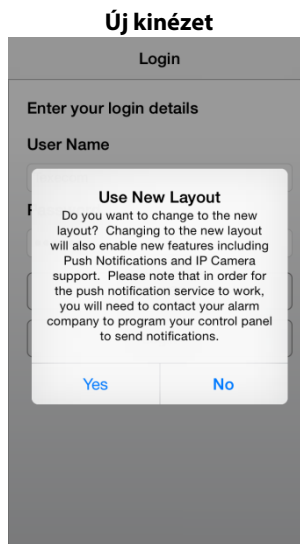 Új kinézet
Login
Enter your login details
User Name
Use New Layout
Do you want to change to the new
layout? Changing to the new layout
will also enable new features including
Push Notifications and IP Camera
support. Please note that in order for
the push notification service to work,
you will need to contact your alarm
company to program your control panel
to send notifications.
Yes
No